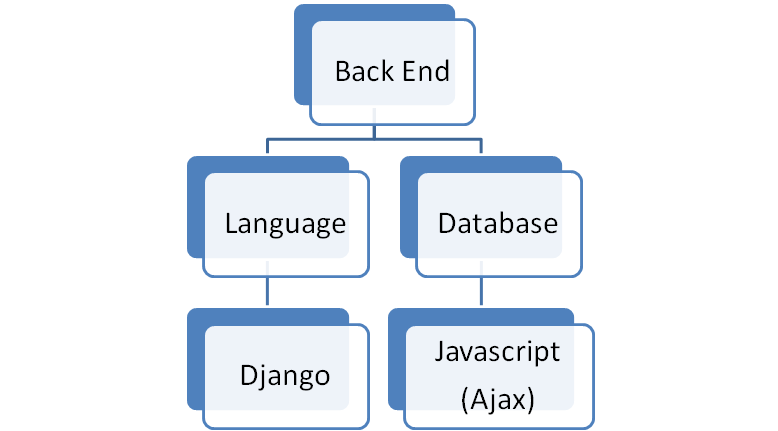 Back End
Language
Database
Django
Javascript
(Ajax)